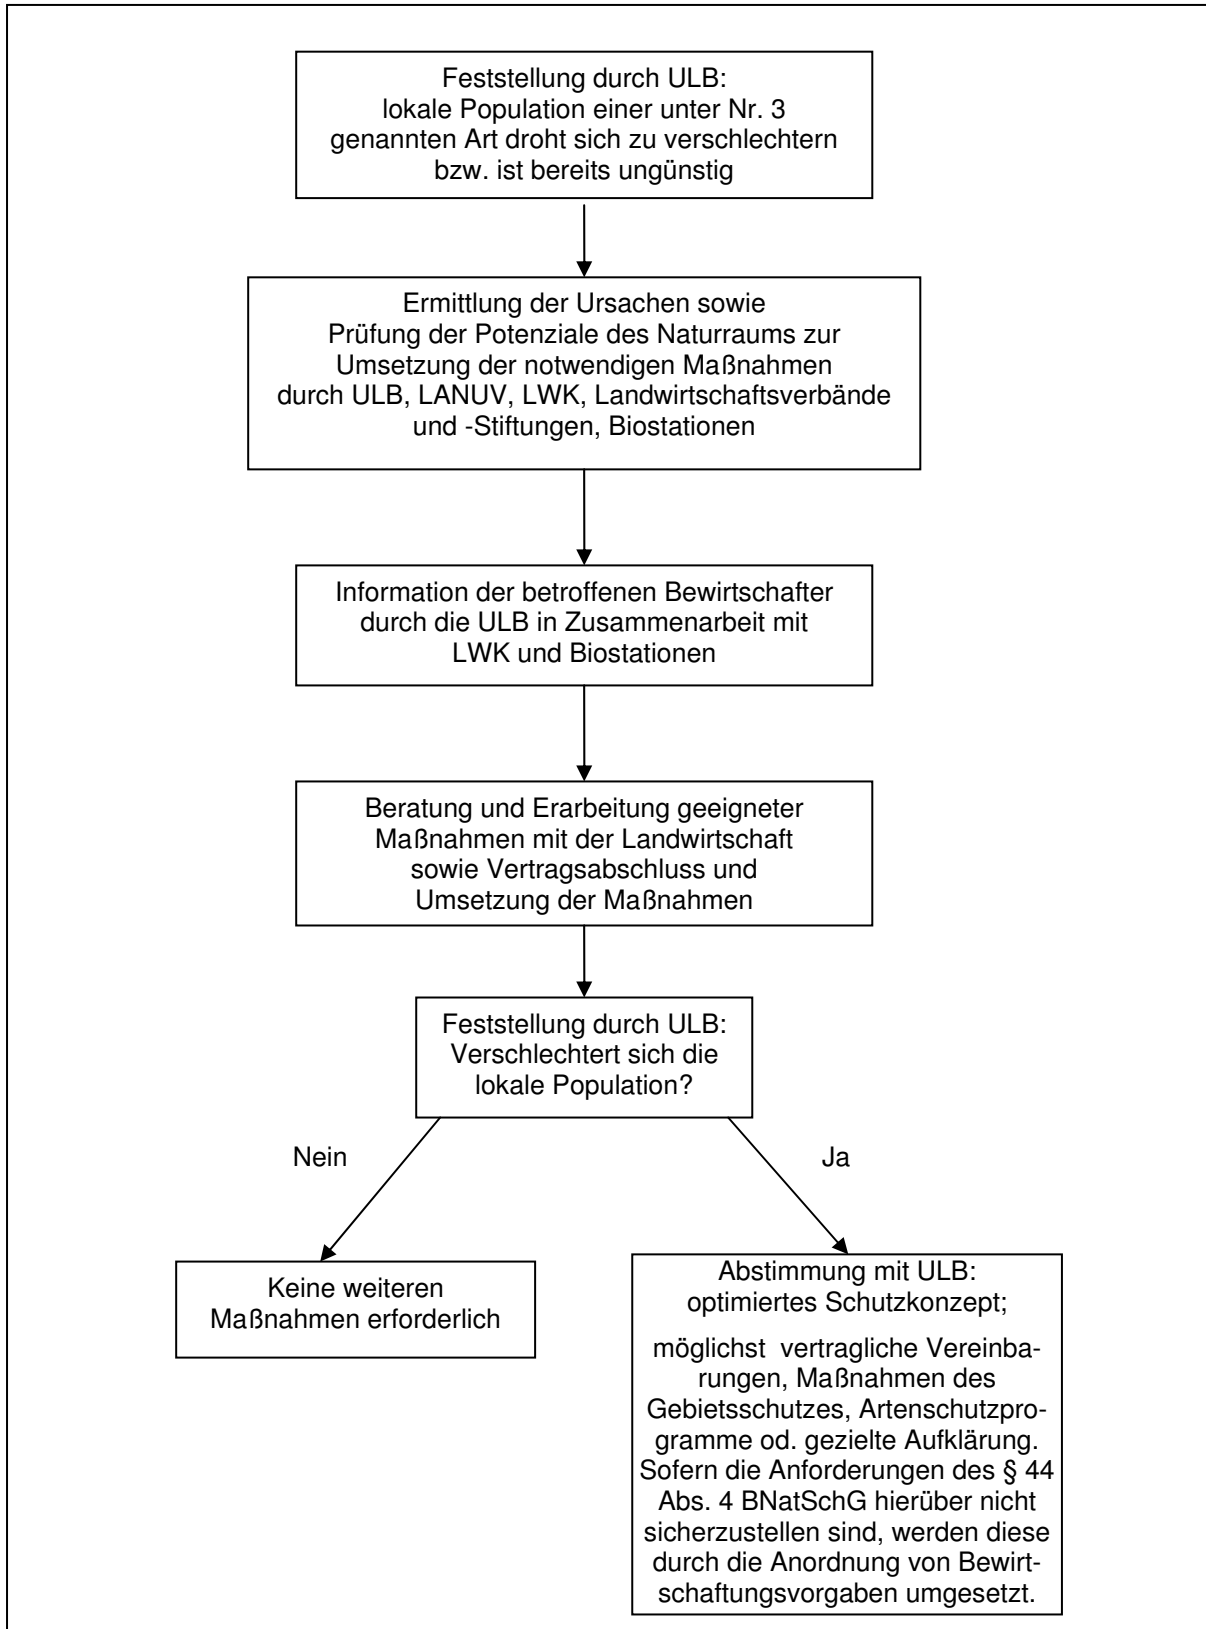 Feststellung durch ULB:
lokale Population einer unter Nr. 3
genannten Art droht sich zu verschlechtern
bzw. ist bereits ungünstig
Ermittlung der Ursachen sowie
Prüfung der Potenziale des Naturraums zur
Umsetzung der notwendigen Maßnahmen
durch ULB, LANUV, LWK, Landwirtschaftsverbände
und -Stiftungen, Biostationen
Information der betroffenen Bewirtschafter
durch die ULB in Zusammenarbeit mit
LWK und Biostationen
Beratung und Erarbeitung geeigneter
Maßnahmen mit der Landwirtschaft
sowie Vertragsabschluss und
Umsetzung der Maßnahmen
Feststellung durch ULB:
Verschlechtert sich die
lokale Population?
Nein
Ja
Keine weiteren
Maßnahmen erforderlich
Abstimmung mit ULB:
optimiertes Schutzkonzept;
möglichst vertragliche Vereinba-
rungen, Maßnahmen des
Gebietsschutzes, Artenschutzpro-
gramme od. gezielte Aufklärung.
Sofern die Anforderungen des § 44
Abs. 4 BNatSchG hierüber nicht
sicherzustellen sind, werden diese
durch die Anordnung von Bewirt-
schaftungsvorgaben umgesetzt.